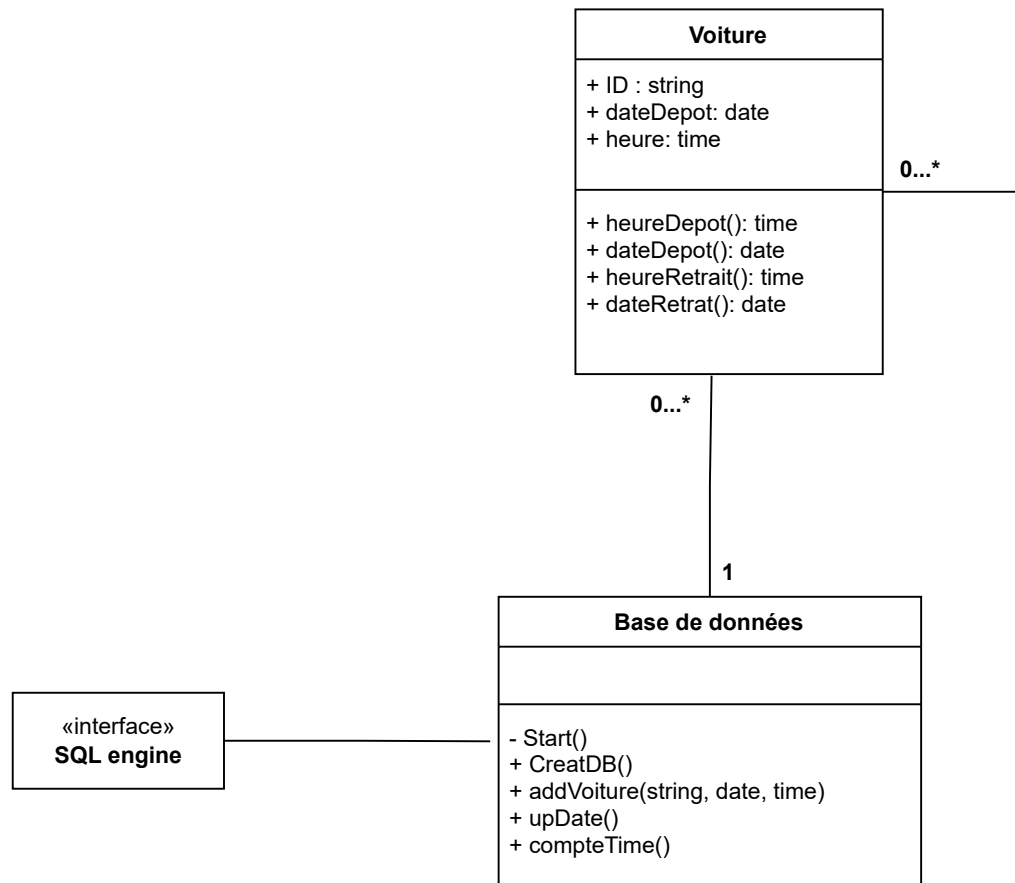 Voiture
+ ID : string
+ dateDepot: date
+ heure: time
0...*
+ heureDepot(): time
+ dateDepot(): date
+ heureRetrait(): time
+ dateRetrat(): date
0...*
1
Base de données
«interface»
SQL engine
- Start()
+ CreatDB()
+ addVoiture(string, date, time)
+ upDate()
+ compteTime()